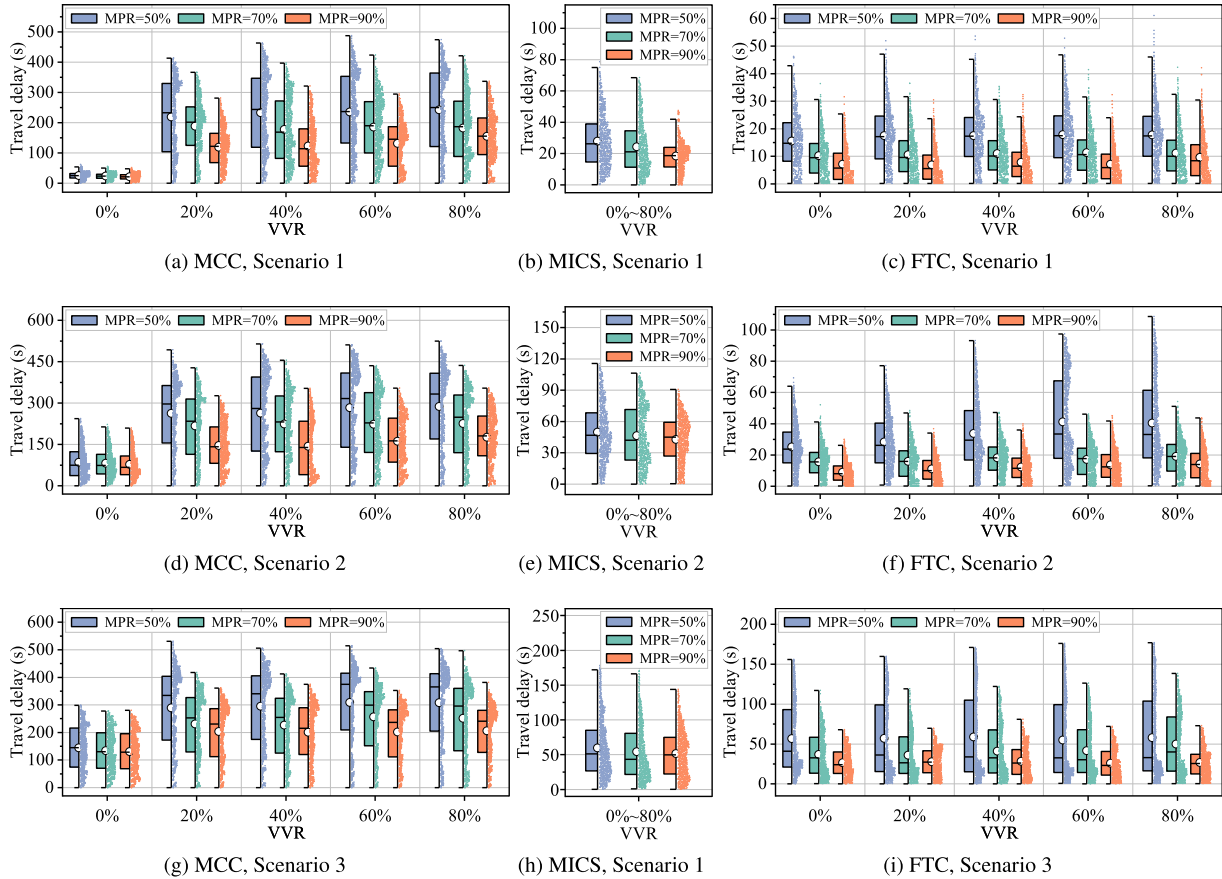 MPR=50% MPR=70% MPR=90%
Travel delay (s)
500
400
300
200
100
0
0% 20% 40% 60% 80%
VVR
(a) MCC, Scenario 1
MPR=50%
MPR=70%
MPR=90%
Travel delay (s)
100
80
60
40
20
0
0%~80%
VVR
(b) MICS, Scenario 1
MPR=50% MPR=70% MPR=90%
Travel delay (s)
60
50
40
30
20
10
0
0% 20% 40% 60% 80%
VVR
(c) FTC, Scenario 1
MPR=50% MPR=70% MPR=90%
Travel delay (s)
600
450
300
150
0
0% 20% 40% 60% 80%
VVR
(d) MCC, Scenario 2
MPR=50%
MPR=70%
MPR=90%
Travel delay (s)
150
120
90
60
30
0
0%~80%
VVR
(e) MICS, Scenario 2
MPR=50% MPR=70% MPR=90%
Travel delay (s)
100
80
60
40
20
0
0% 20% 40% 60% 80%
VVR
(f) FTC, Scenario 2
MPR=50% MPR=70% MPR=90%
Travel delay (s)
600
500
400
300
200
100
0
0% 20% 40% 60% 80%
VVR
(g) MCC, Scenario 3
MPR=50%
MPR=70%
MPR=90%
Travel delay (s)
250
200
150
100
50
0
0%~80%
VVR
(h) MICS, Scenario 1
MPR=50% MPR=70% MPR=90%
Travel delay (s)
200
150
100
50
0
0% 20% 40% 60% 80%
VVR
(i) FTC, Scenario 3